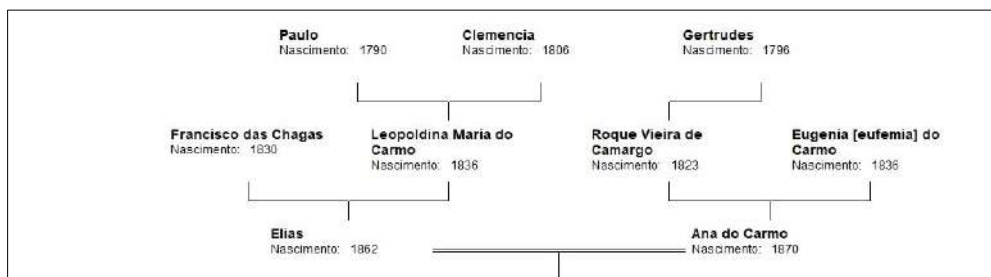 Paulo
Nascimento: 1790
Clemencia
Nascimento: 1806
Gertrudes
Nascimento: 1796
Francisco das Chagas
Nascimento: 1830
Leopoldina Maria do
Carmo
Nascimento: 1836
Roque Vieira de
Camargo
Nascimento: 1823
Eugenia [eufemia] do
Carmo
Nascimento: 1836
Elias
Nascimento: 1862
Ana do Carmo
Nascimento: 1870